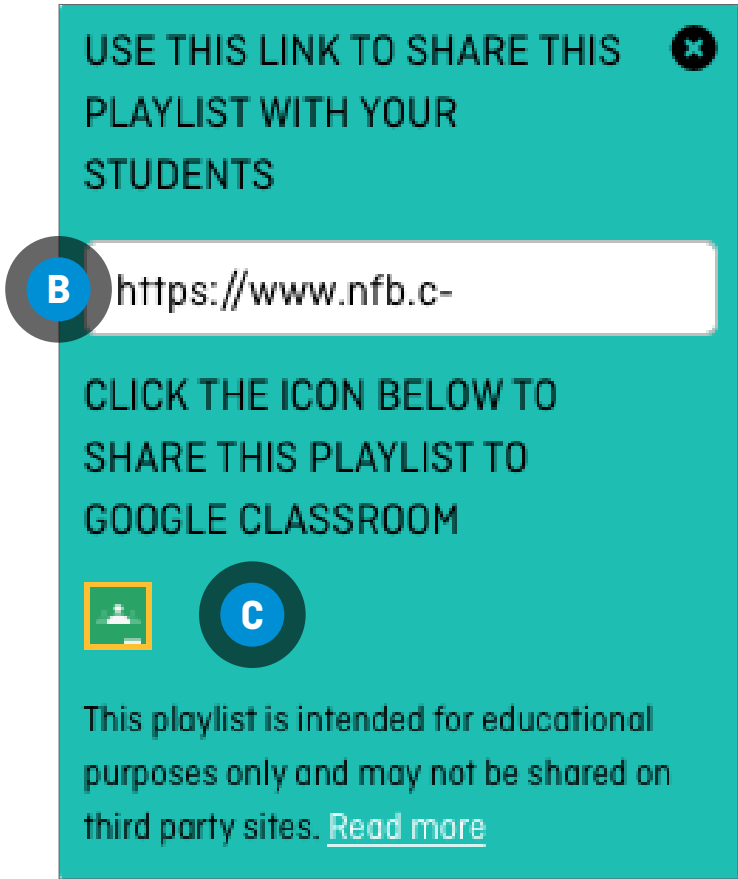 USE THIS LINK TO SHARE THIS
PLAYLIST WITH YOUR
STUDENTS
B
https://www.nfb.c-
CLICK THE ICON BELOW TO
SHARE THIS PLAYLIST TO
GOOGLE CLASSROOM
C
This playlist is intended for educational
purposes only and may not be shared on
third party sites. Read more